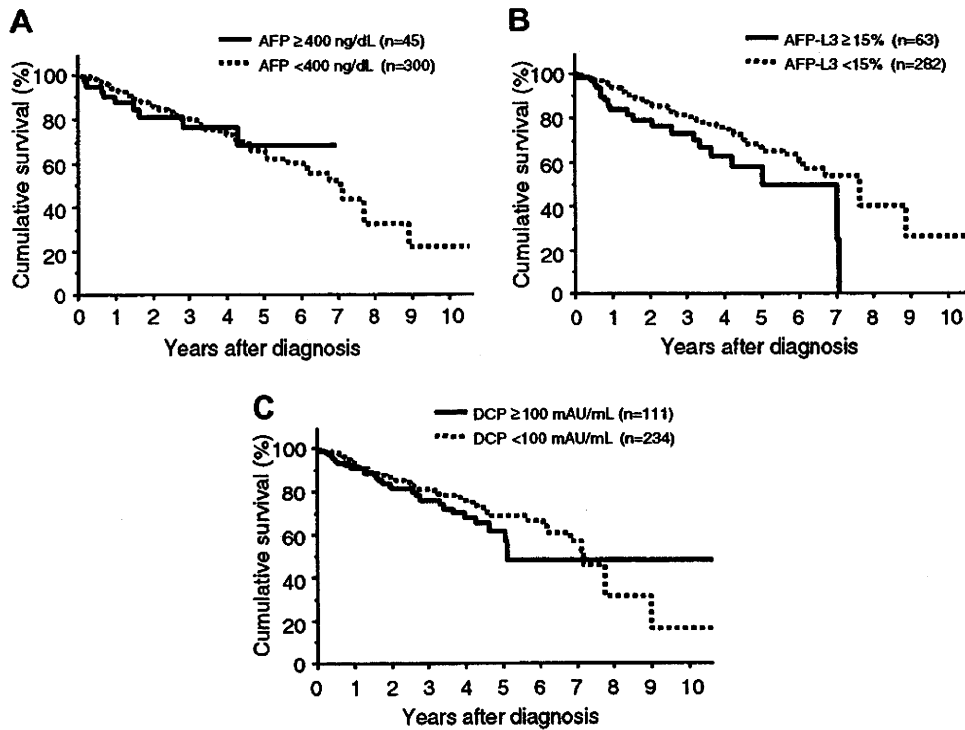 A
AFP ≥ 400 ng/dL (n=45)
AFP <400 ng/dL (n=300)
Cumulative survival (%)
100
80
60
40
20
0
0 1 2 3 4 5 6 7 8 9 10
Years after diagnosis
B
AFP-L3 ≥ 15% (n=63)
AFP-L3 <15% (n=282)
Cumulative survival (%)
100
80
60
40
20
0
0 1 2 3 4 5 6 7 8 9 10
Years after diagnosis
C
DCP ≥ 100 mAU/mL (n=111)
DCP <100 mAU/mL (n=234)
Cumulative survival (%)
100
80
60
40
20
0
0 1 2 3 4 5 6 7 8 9 10
Years after diagnosis